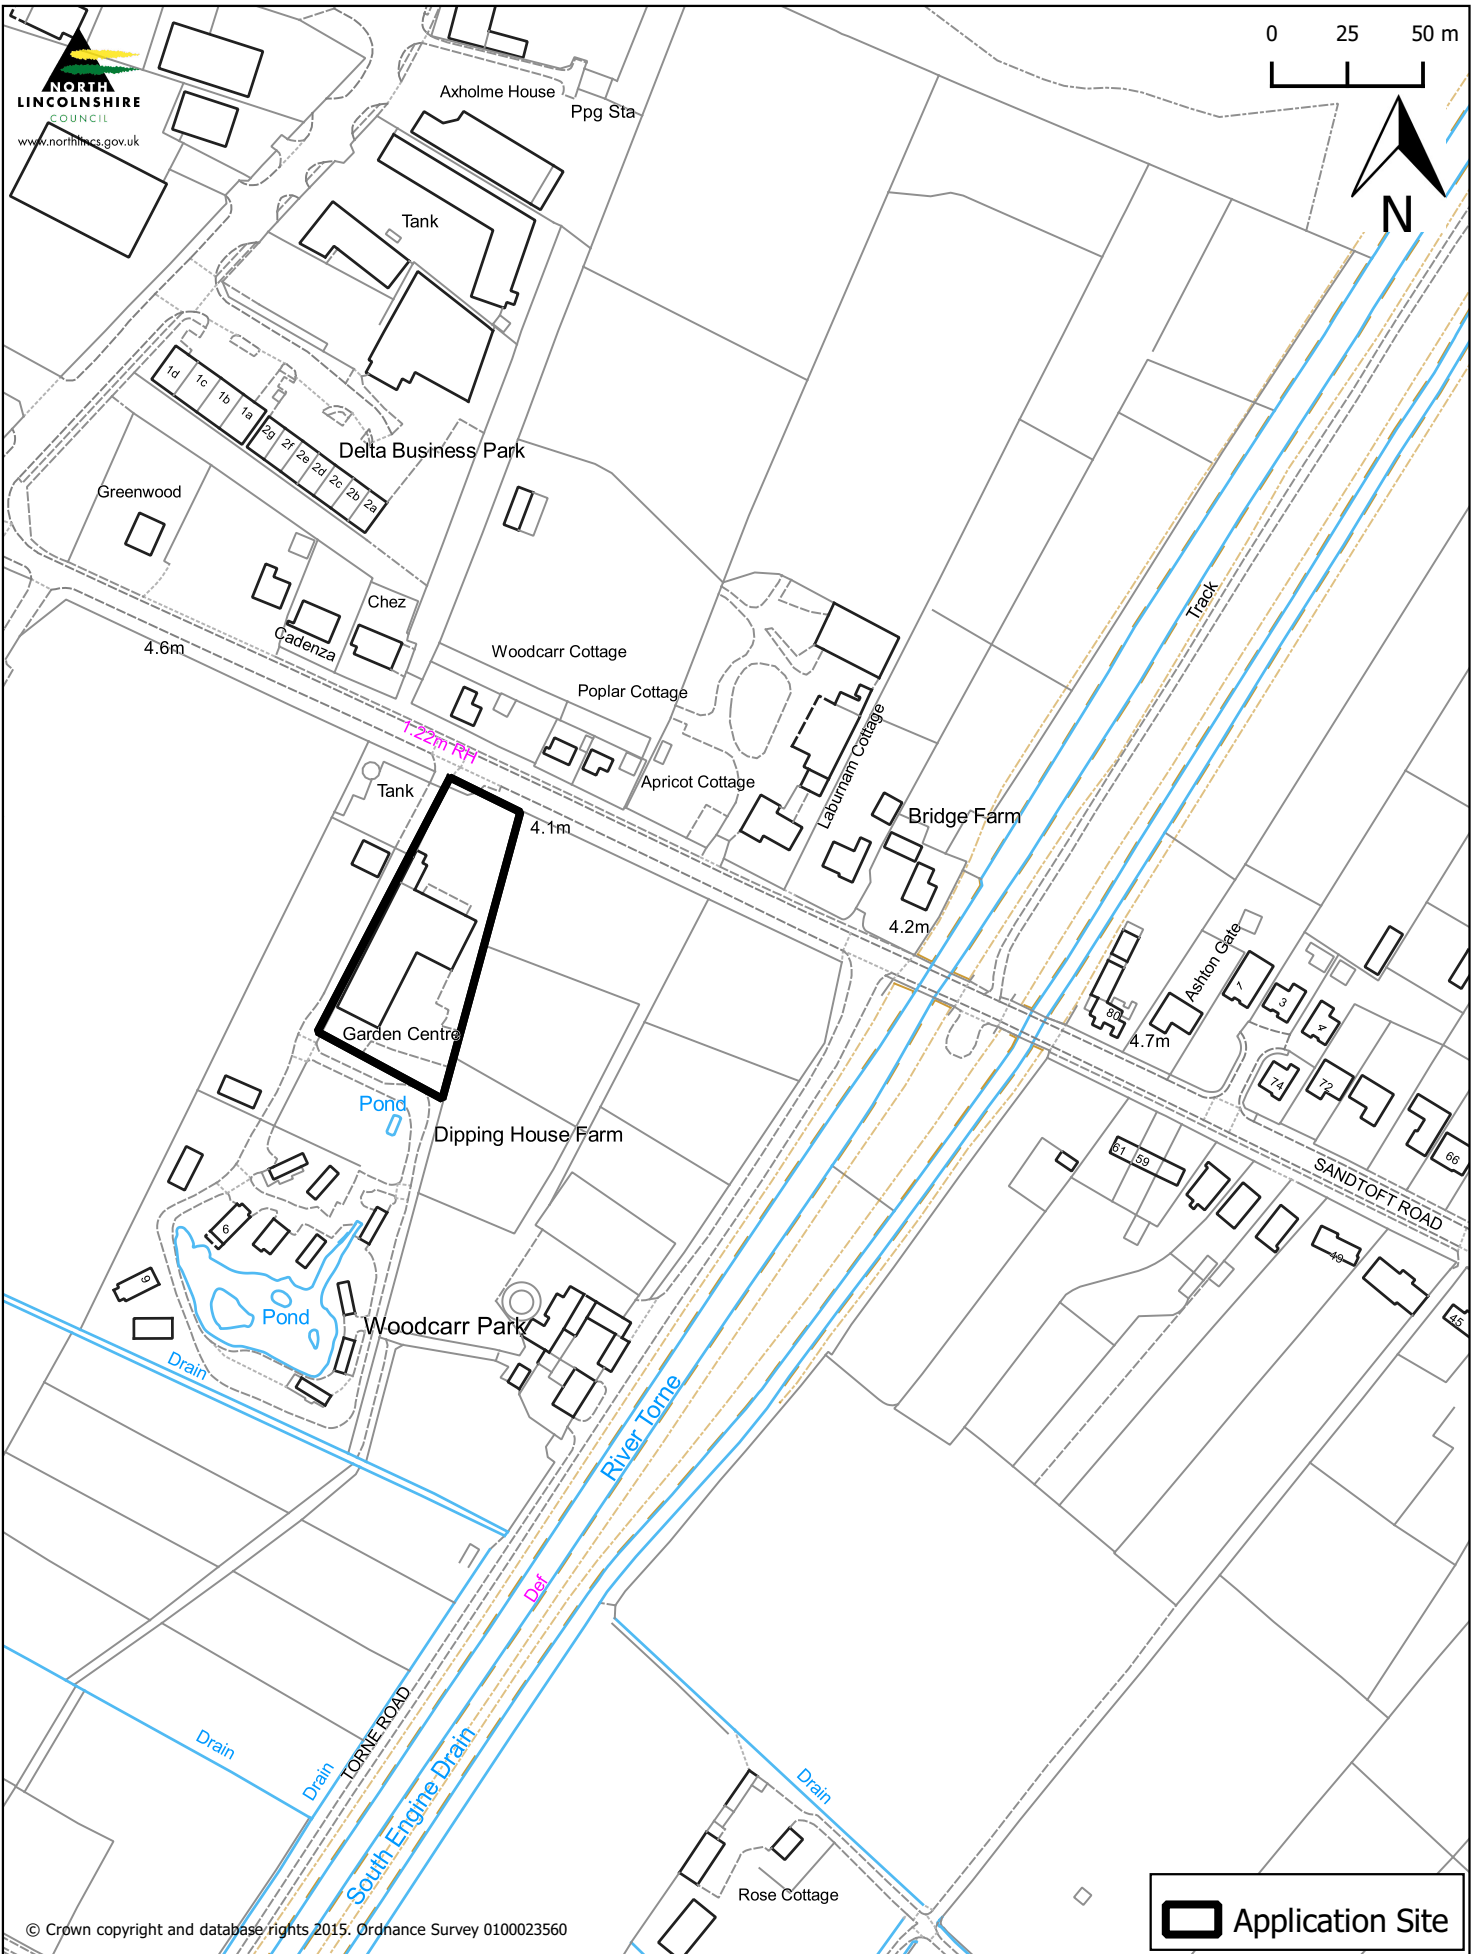 NORTH
LINCOLNSHIRE
COUNCIL
www.northlincs.gov.uk
0 25 50 m
N
Axholme House
Ppg Sta
Tank
1d
1c
1b
1a
2g
2f
2e
2d
2c
2b
2a
Delta Business Park
Greenwood
Chez
Cadenza
4.6m
Woodcarr Cottage
Poplar Cottage
1.22m RH
Track
Laburnam Cottage
Apricot Cottage
Tank
4.1m
Bridge Farm
4.2m
Ashton Gate
7
3
4
80
4.7m
74
72
66
Garden Centre
Pond
Dipping House Farm
61
59
SANDTOFT ROAD
49
45
6
9
Pond
Woodcarr Park
Drain
River Torne
Def
TORNE ROAD
Drain
Drain
South Engine Drain
Drain
Rose Cottage
© Crown copyright and database rights 2015. Ordnance Survey 0100023560
Application Site